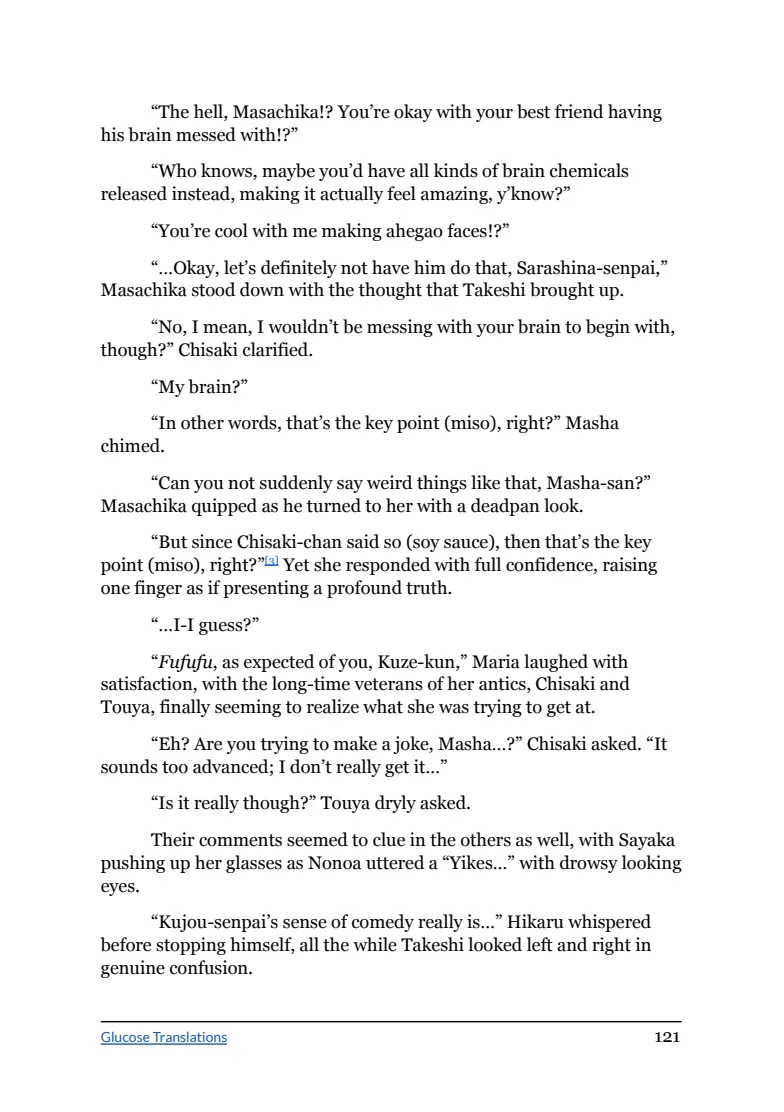 “The hell, Masachika!? You’re okay with your best friend having
his brain messed with!?”
“Who knows, maybe you’d have all kinds of brain chemicals
released instead, making it actually feel amazing, y’know?”
“You’re cool with me making ahegao faces!?”
“...Okay, let’s definitely not have him do that, Sarashina-senpai,”
Masachika stood down with the thought that Takeshi brought up.
“No, I mean, I wouldn’t be messing with your brain to begin with,
though?” Chisaki clarified.
“My brain?”
“In other words, that’s the key point (miso), right?” Masha
chimed.
“Can you not suddenly say weird things like that, Masha-san?”
Masachika quipped as he turned to her with a deadpan look.
“But since Chisaki-chan said so (soy sauce), then that’s the key
point (miso), right?”[3] Yet she responded with full confidence, raising
one finger as if presenting a profound truth.
“...I-I guess?”
“Fufufu, as expected of you, Kuze-kun,” Maria laughed with
satisfaction, with the long-time veterans of her antics, Chisaki and
Touya, finally seeming to realize what she was trying to get at.
“Eh? Are you trying to make a joke, Masha...?” Chisaki asked. “It
sounds too advanced; I don’t really get it...”
“Is it really though?” Touya dryly asked.
Their comments seemed to clue in the others as well, with Sayaka
pushing up her glasses as Nonoa uttered a “Yikes...” with drowsy looking
eyes.
“Kujou-senpai’s sense of comedy really is...” Hikaru whispered
before stopping himself, all the while Takeshi looked left and right in
genuine confusion.
Glucose Translations 121